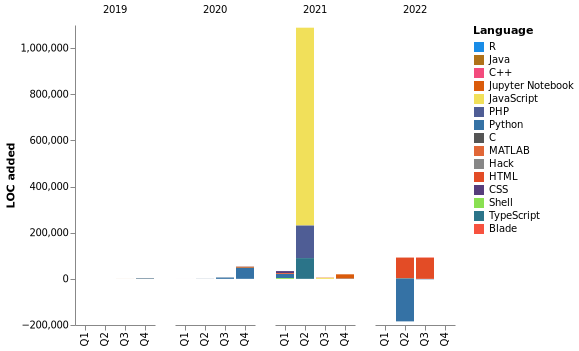 2019 2020 2021 2022
LOC added
1,000,000
800,000
600,000
400,000
200,000
0
−200,000
Q1 Q2 Q3 Q4 Q1 Q2 Q3 Q4 Q1 Q2 Q3 Q4 Q1 Q2 Q3 Q4
Language
R
Java
C++
Jupyter Notebook
JavaScript
PHP
Python
C
MATLAB
Hack
HTML
CSS
Shell
TypeScript
Blade